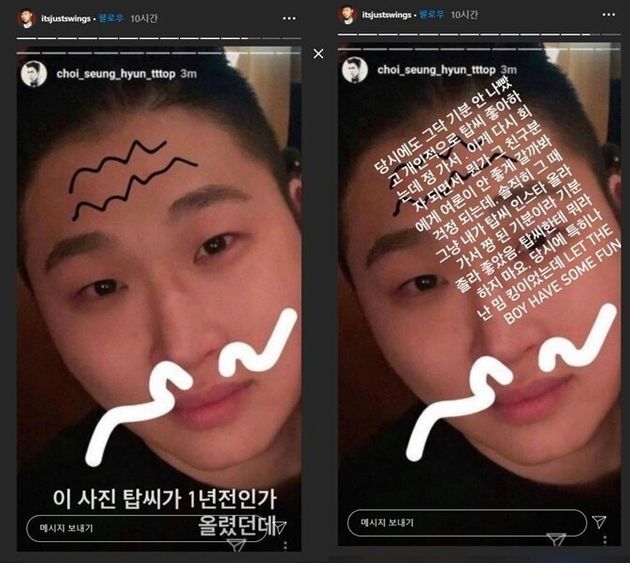 itsjustswings • 팔로우 10시간
choi_seung_hyun_tttop 3m
이 사진 탑씨가 1년전인가
올렸던데
메시지 보내기
itsjustswings • 팔로우 10시간
choi_seung_hyun_tttop 3m
당시에도 그닥 기분 안 나빴
고 개인적으로 탑씨 좋아하
는데 정 가서. 이게 다시 회
자 되면서 뭔가 그 친구분
에게 여론이 안 좋게 갈까봐
걱정 되는데, 솔직히 그 때
그냥 내가 탑씨 인스타 올라
가서 짱 된 기분이라 기분
졸라 좋았음. 탑씨한테 뭐라
하지 마요. 당시에 특히나
난 밈 킹이었는데 LET THE
BOY HAVE SOME FUN
메시지 보내기